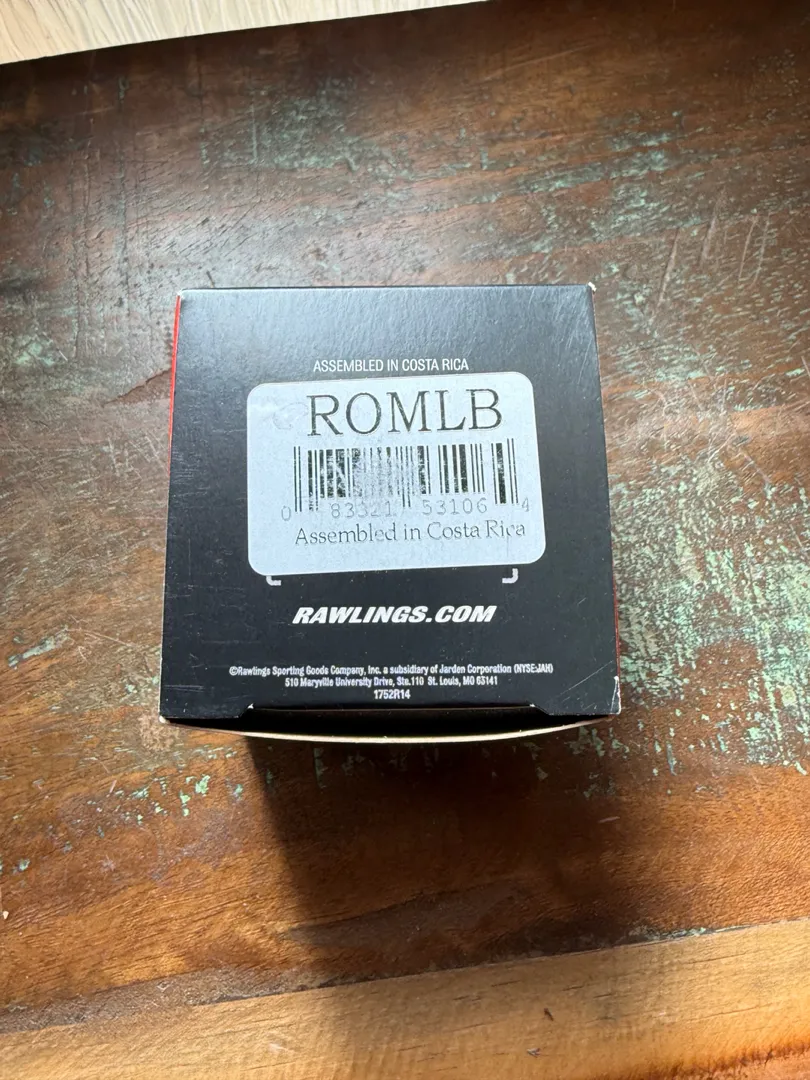 ASSEMBLED IN COSTA RICA
ROMLB
0 83321 53106 4
Assembled in Costa Rica
RAWLINGS.COM
©Rawlings Sporting Goods Company, Inc. a subsidiary of Jarden Corporation (NYSE:JAH)
510 Maryville University Drive, Ste.110 St. Louis, MO 63141
1752R14